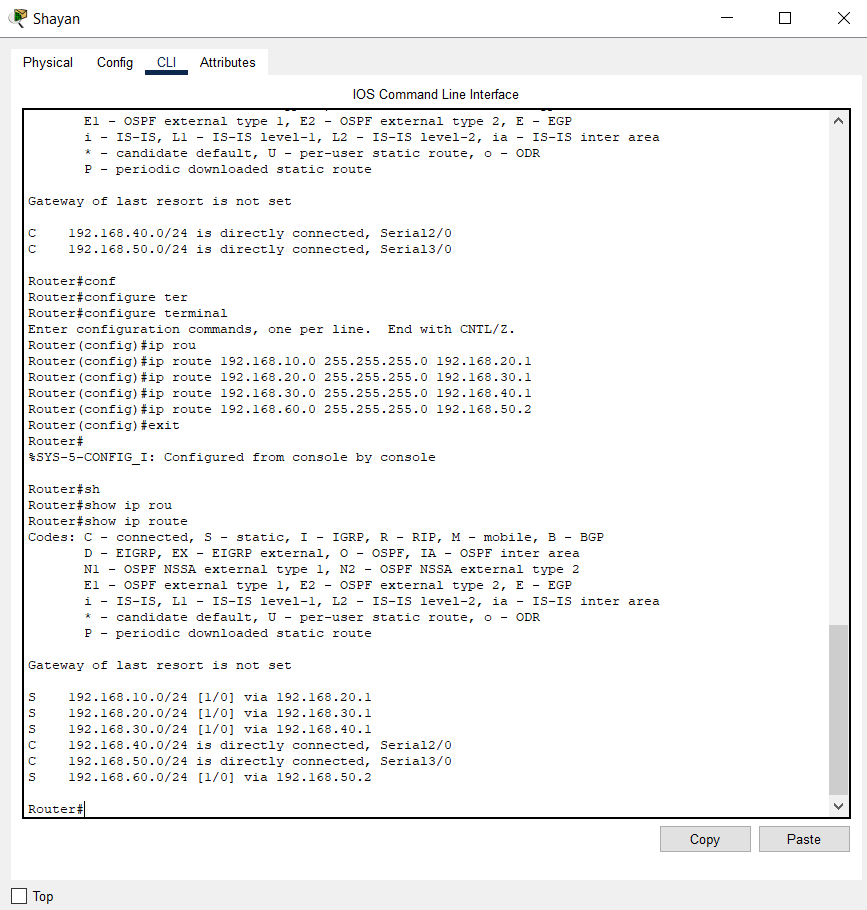 Shayan
Physical Config CLI Attributes
IOS Command Line Interface
E1 - OSPF external type 1, E2 - OSPF external type 2, E - EGP
i - IS-IS, L1 - IS-IS level-1, L2 - IS-IS level-2, ia - IS-IS inter area
* - candidate default, U - per-user static route, o - ODR
P - periodic downloaded static route
Gateway of last resort is not set
C 192.168.40.0/24 is directly connected, Serial2/0
C 192.168.50.0/24 is directly connected, Serial3/0
Router#conf
Router#configure ter
Router#configure terminal
Enter configuration commands, one per line. End with CNTL/Z.
Router(config)#ip rou
Router(config)#ip route 192.168.10.0 255.255.255.0 192.168.20.1
Router(config)#ip route 192.168.20.0 255.255.255.0 192.168.30.1
Router(config)#ip route 192.168.30.0 255.255.255.0 192.168.40.1
Router(config)#ip route 192.168.60.0 255.255.255.0 192.168.50.2
Router(config)#exit
Router#
%SYS-5-CONFIG_I: Configured from console by console
Router#sh
Router#show ip rou
Router#show ip route
Codes: C - connected, S - static, I - IGRP, R - RIP, M - mobile, B - BGP
D - EIGRP, EX - EIGRP external, O - OSPF, IA - OSPF inter area
N1 - OSPF NSSA external type 1, N2 - OSPF NSSA external type 2
E1 - OSPF external type 1, E2 - OSPF external type 2, E - EGP
i - IS-IS, L1 - IS-IS level-1, L2 - IS-IS level-2, ia - IS-IS inter area
* - candidate default, U - per-user static route, o - ODR
P - periodic downloaded static route
Gateway of last resort is not set
S 192.168.10.0/24 [1/0] via 192.168.20.1
S 192.168.20.0/24 [1/0] via 192.168.30.1
S 192.168.30.0/24 [1/0] via 192.168.40.1
C 192.168.40.0/24 is directly connected, Serial2/0
C 192.168.50.0/24 is directly connected, Serial3/0
S 192.168.60.0/24 [1/0] via 192.168.50.2
Router#
Copy Paste
Top